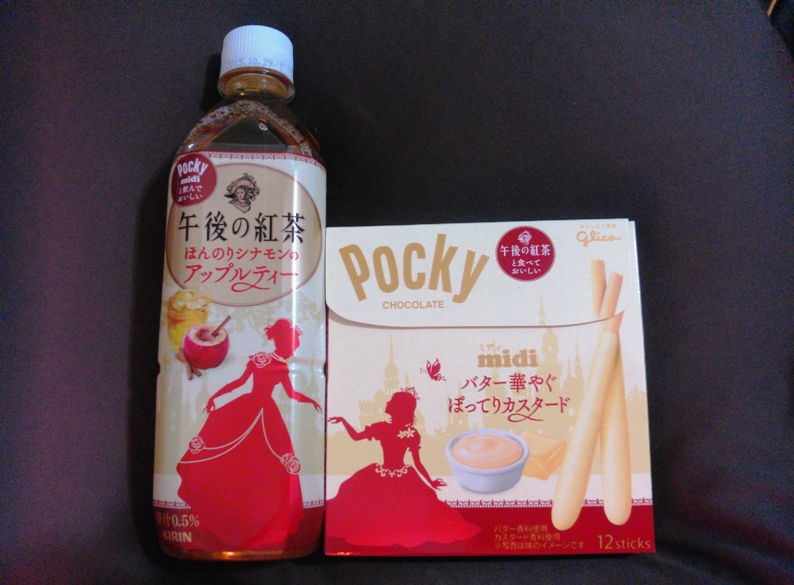 Pocky
midi
と飲んで
おいしい
午後の紅茶
ほんのりシナモンの
アップルティー
果汁0.5%
KIRIN
Pocky
CHOCOLATE
午後の紅茶
と食べて
おいしい
glico
ミディ
midi
バター華やぐ
ぽってりカスタード
バター香料使用
カスタード香料使用
※写真は味のイメージです
12sticks